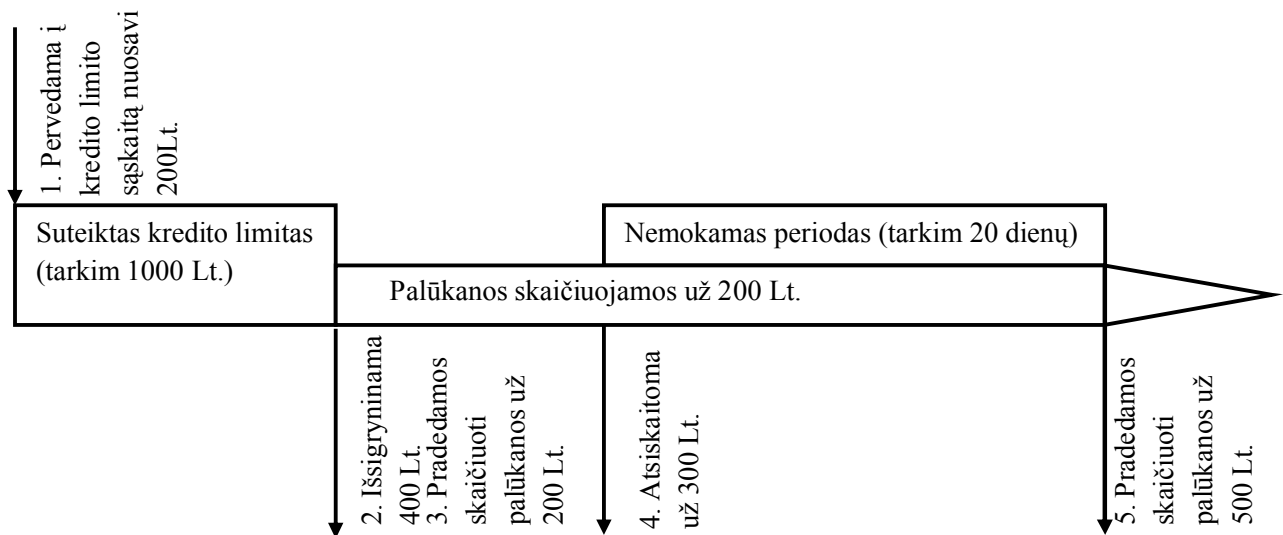 1. Pervedama į
kredito limito
sąskaitą nuosavi
200Lt.
Suteiktas kredito limitas
(tarkim 1000 Lt.)
Nemokamas periodas (tarkim 20 dienų)
Palūkanos skaičiuojamos už 200 Lt.
2. Išsigryninama
400 Lt.
3. Pradedamos
skaičiuoti
palūkanos už
200 Lt.
4. Atsiskaitoma
už 300 Lt.
5. Pradedamos
skaičiuoti
palūkanos už
500 Lt.